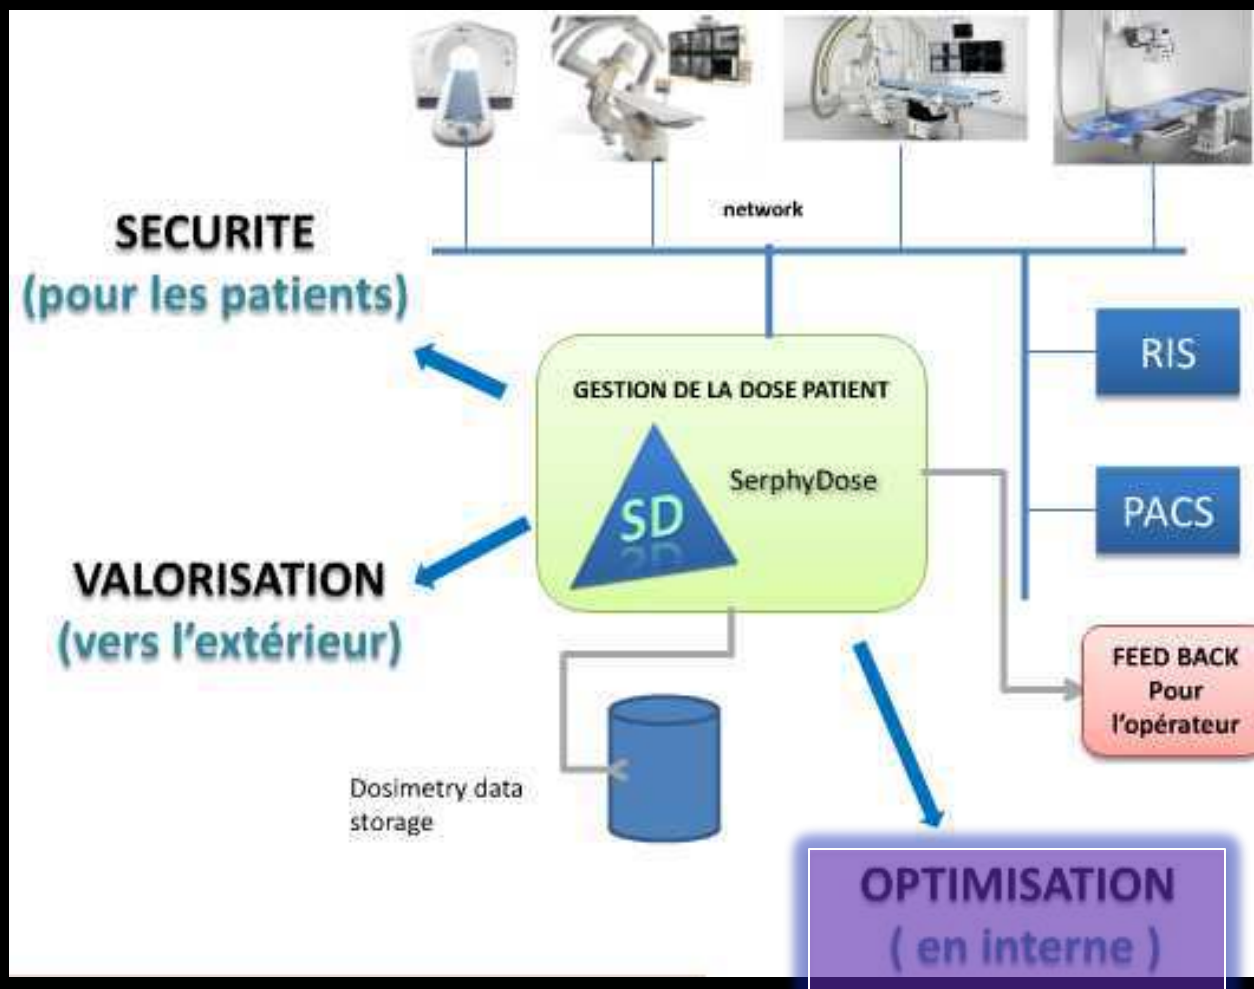 network
SECURITE
(pour les patients)
RIS
GESTION DE LA DOSE PATIENT
SerphyDose
SD
PACS
VALORISATION
(vers l'extérieur)
FEED BACK
Pour
l'opérateur
Dosimetry data
storage
OPTIMISATION
( en interne )